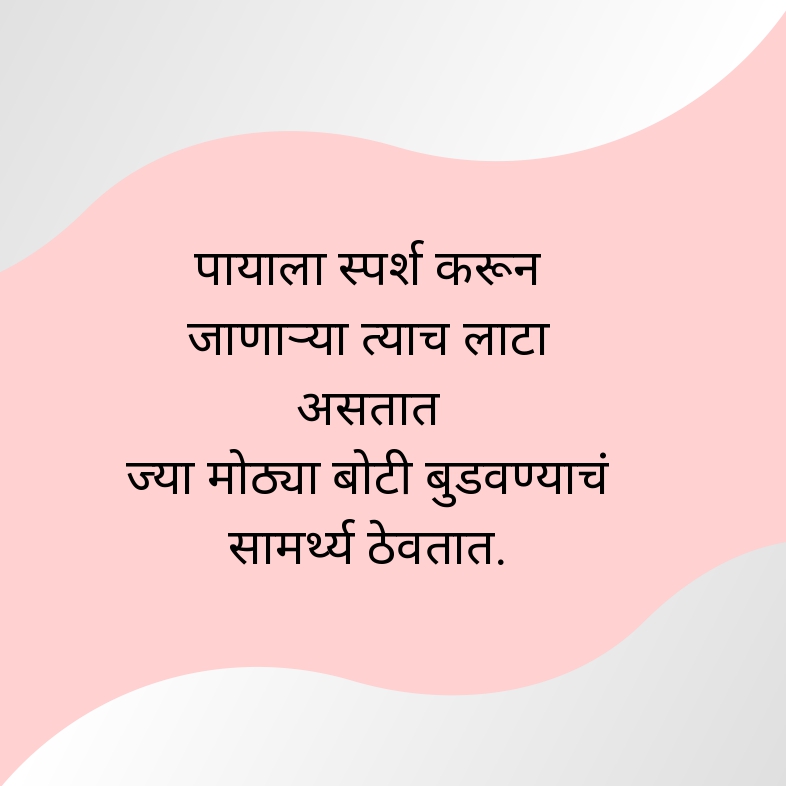 पायाला स्पर्श करून
जाणाऱ्या त्याच लाटा
असतात
ज्या मोठ्या बोटी बुडवण्याचं
सामर्थ्य ठेवतात.